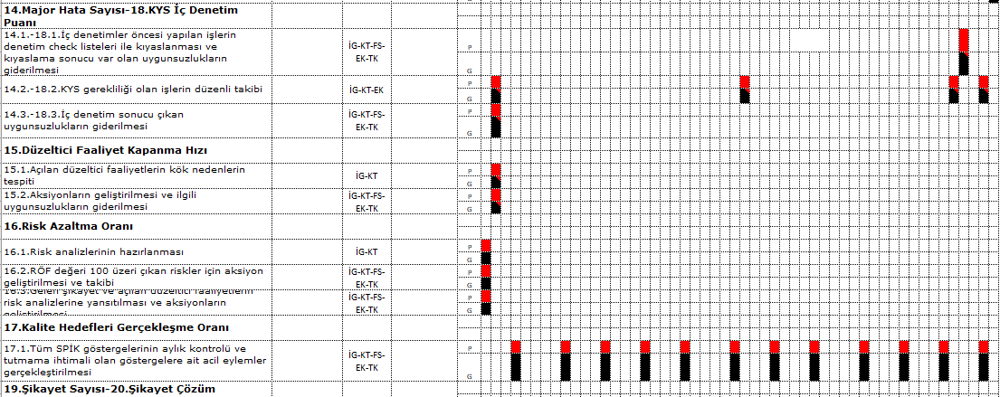 14.Major Hata Sayısı-18.KYS İç Denetim
Puanı
14.1.-18.1.İç denetimler öncesi yapılan işlerin
denetim check listeleri ile kıyaslanması ve
kıyaslama sonucu var olan uygunsuzlukların
giderilmesi
İG-KT-FS-
EK-TK
P
G
14.2.-18.2.KYS gerekliliği olan işlerin düzenli takibi
İG-KT-EK
P
G
14.3.-18.3.İç denetim sonucu çıkan
uygunsuzlukların giderilmesi
İG-KT-FS-
EK-TK
P
G
15.Düzeltici Faaliyet Kapanma Hızı
15.1.Açılan düzeltici faaliyetlerin kök nedenlerin
tespiti
İG-KT
P
G
15.2.Aksiyonların geliştirilmesi ve ilgili
uygunsuzlukların giderilmesi
İG-KT-FS-
EK-TK
P
G
16.Risk Azaltma Oranı
16.1.Risk analizlerinin hazırlanması
İG-KT
P
G
16.2.RÖF değeri 100 üzeri çıkan riskler için aksiyon
geliştirilmesi ve takibi
İG-KT-FS-
EK-TK
P
G
16.3.Gelen şikayet ve açılan düzeltici faaliyetlerin
risk analizlerine yansıtılması ve aksiyonların
geliştirilmesi
İG-KT-FS-
EK-TK
P
G
17.Kalite Hedefleri Gerçekleşme Oranı
17.1.Tüm SPİK göstergelerinin aylık kontrolü ve
tutmama ihtimali olan göstergelere ait acil eylemler
gerçekleştirilmesi
İG-KT-FS-
EK-TK
P
G
19.Şikayet Sayısı-20.Şikayet Çözüm